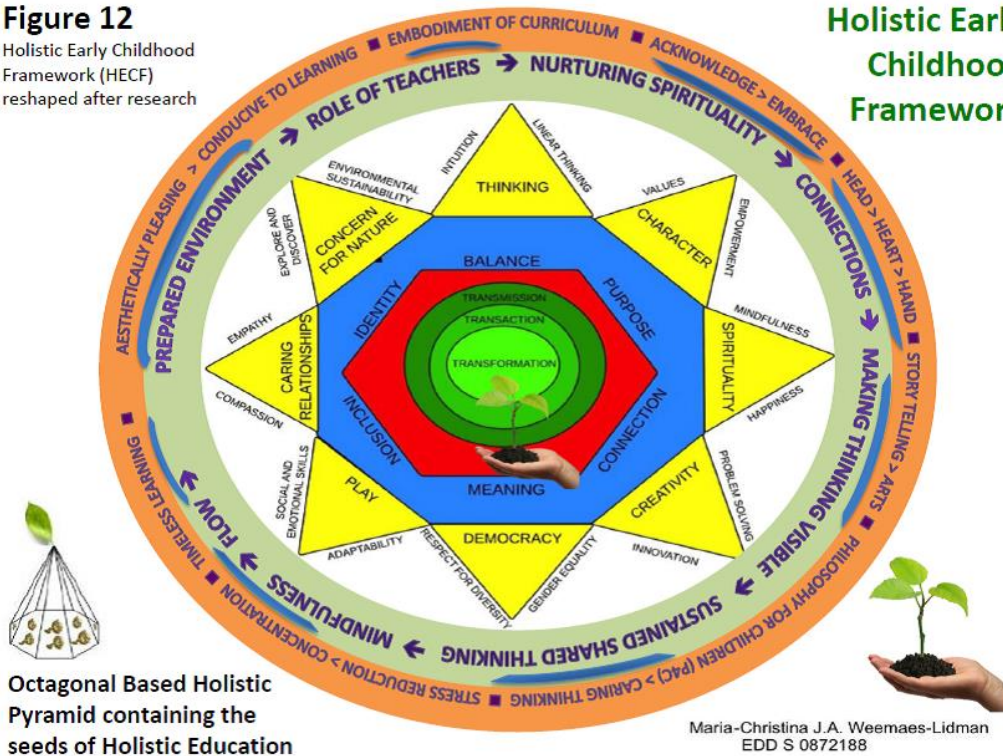 Figure 12
Holistic Early Childhood
Framework (HECF)
reshaped after research
Holistic Earl
Childhoo
Framewor
AESTHETICALLY PLEASING > CONDUCIVE TO LEARNING ■ EMBODIMENT OF CURRICULUM ■ ACKNOWLEDGE > EMBRACE ■ HEAD > HEART > HAND ■ STORY TELLING > ARTS ■ PHILOSOPHY FOR CHILDREN (P4C) > CARING THINKING ■ STRESS REDUCTION > CONCENTRATION ■ TIMELESS LEARNING ■
PREPARED ENVIRONMENT → ROLE OF TEACHERS → NURTURING SPIRITUALITY → CONNECTIONS → MAKING THINKING VISIBLE → SUSTAINED SHARED THINKING → MINDFULNESS → FLOW →
INTUITION
LINEAR THINKING
THINKING
VALUES
EMPOWERMENT
CHARACTER
MINDFULNESS
HAPPINESS
SPIRITUALITY
PROBLEM SOLVING
INNOVATION
CREATIVITY
GENDER EQUALITY
RESPECT FOR DIVERSITY
DEMOCRACY
ADAPTABILITY
SOCIAL AND
EMOTIONAL SKILLS
PLAY
COMPASSION
EMPATHY
CARING
RELATIONSHIPS
EXPLORE AND
DISCOVER
ENVIRONMENTAL
SUSTAINABILITY
CONCERN
FOR NATURE
BALANCE
PURPOSE
CONNECTION
MEANING
INCLUSION
IDENTITY
TRANSMISSION
TRANSACTION
TRANSFORMATION
Octagonal Based Holistic
Pyramid containing the
seeds of Holistic Education
Maria-Christina J.A. Weemaes-Lidman
EDD S 0872188